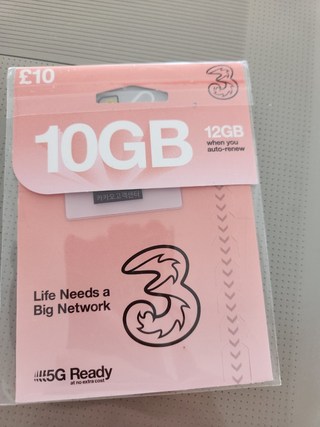 £10
10GB
12GB
when you
auto-renew
Life Needs a
Big Network
5G Ready
at no extra cost